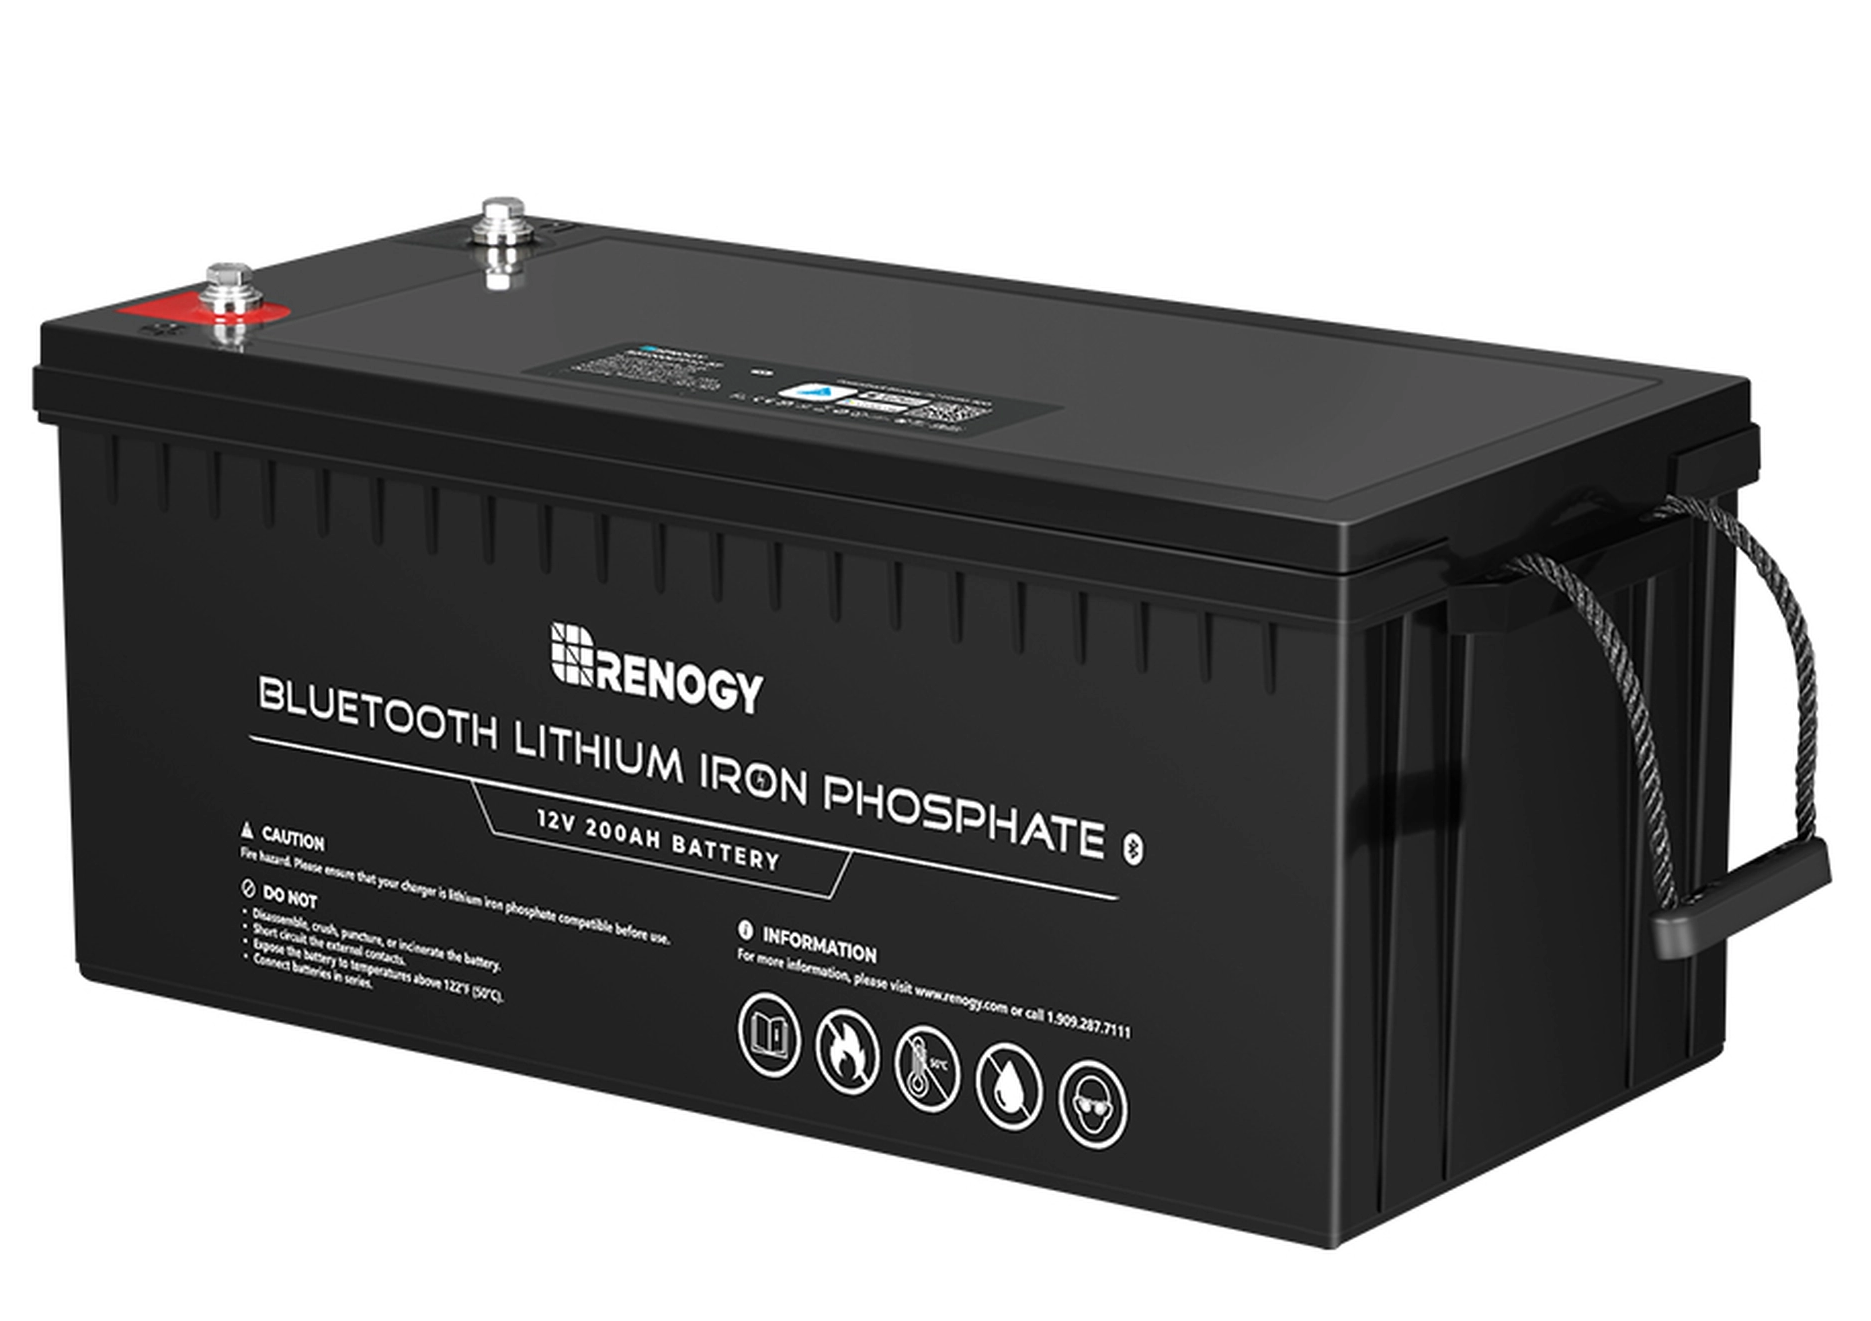 RENOGY
RENOGY
BLUETOOTH LITHIUM IRON PHOSPHATE
12V 200AH BATTERY
CAUTION
Fire hazard. Please ensure that your charger is lithium iron phosphate compatible before use.
DO NOT
• Disassemble, crush, puncture, or incinerate the battery.
• Short circuit the external contacts.
• Expose the battery to temperatures above 122°F (50°C).
• Connect batteries in series.
INFORMATION
For more information, please visit www.renogy.com or call 1.909.287.7111
50°C